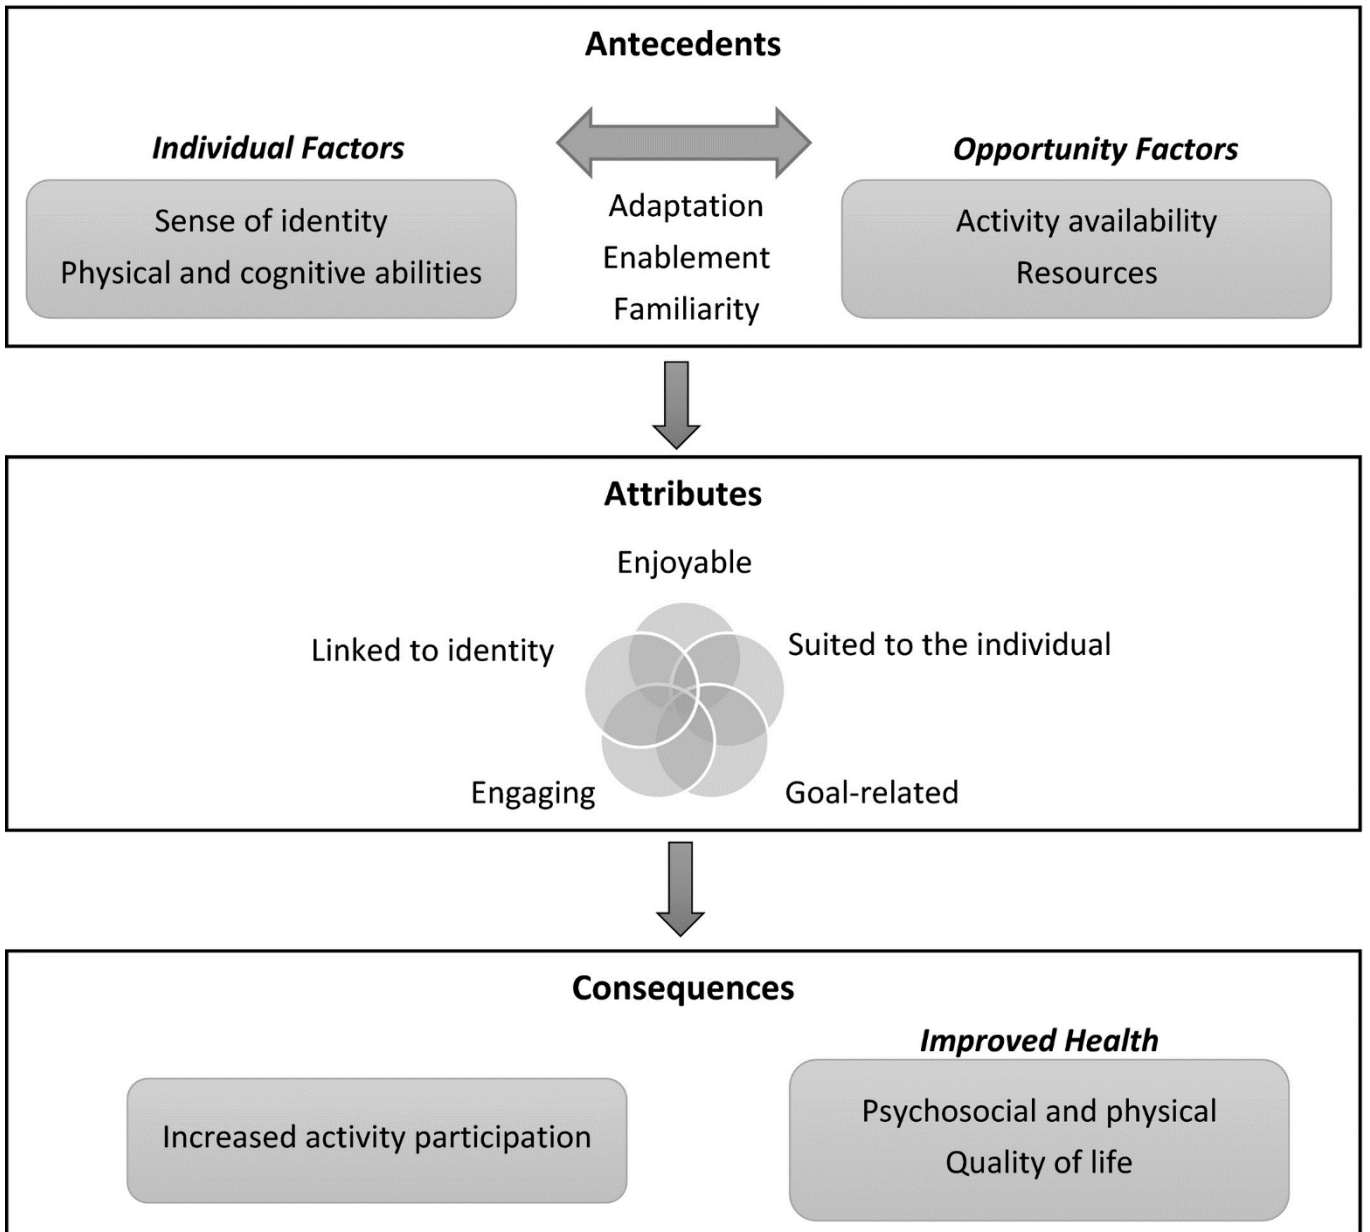 Antecedents
Individual Factors
Sense of identity
Physical and cognitive abilities
Adaptation
Enablement
Familiarity
Opportunity Factors
Activity availability
Resources
Attributes
Enjoyable
Linked to identity
Suited to the individual
Engaging
Goal-related
Consequences
Increased activity participation
Improved Health
Psychosocial and physical
Quality of life